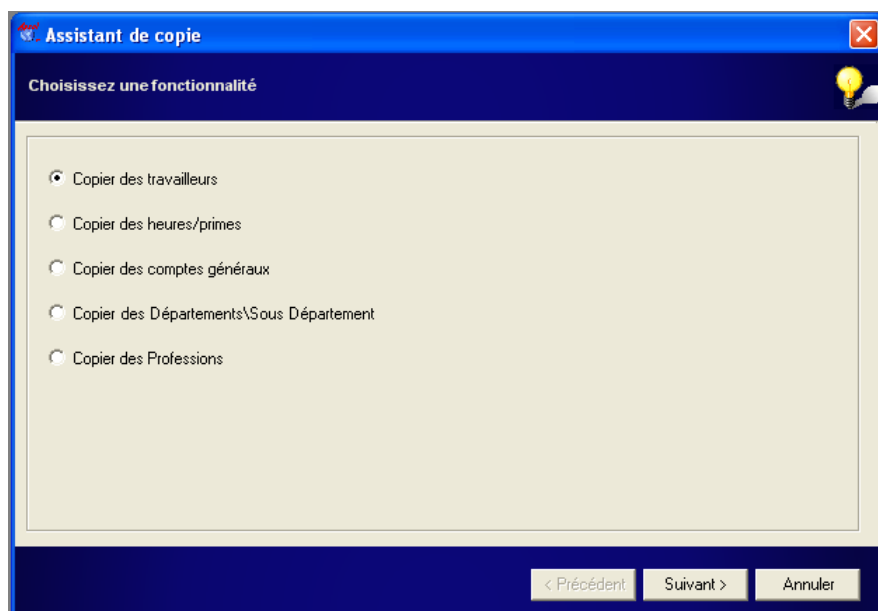 Assistant de copie
Choisissez une fonctionnalité
Copier des travailleurs
Copier des heures/primes
Copier des comptes généraux
Copier des Départements\Sous Département
Copier des Professions
< Précédent
Suivant >
Annuler